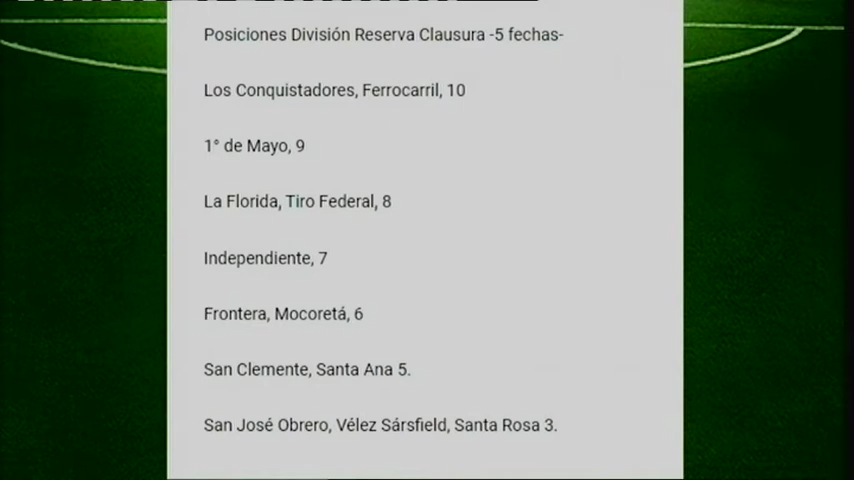 Posiciones División Reserva Clausura -5 fechas-
Los Conquistadores, Ferrocarril, 10
1° de Mayo, 9
La Florida, Tiro Federal, 8
Independiente, 7
Frontera, Mocoretá, 6
San Clemente, Santa Ana 5.
San José Obrero, Vélez Sársfield, Santa Rosa 3.